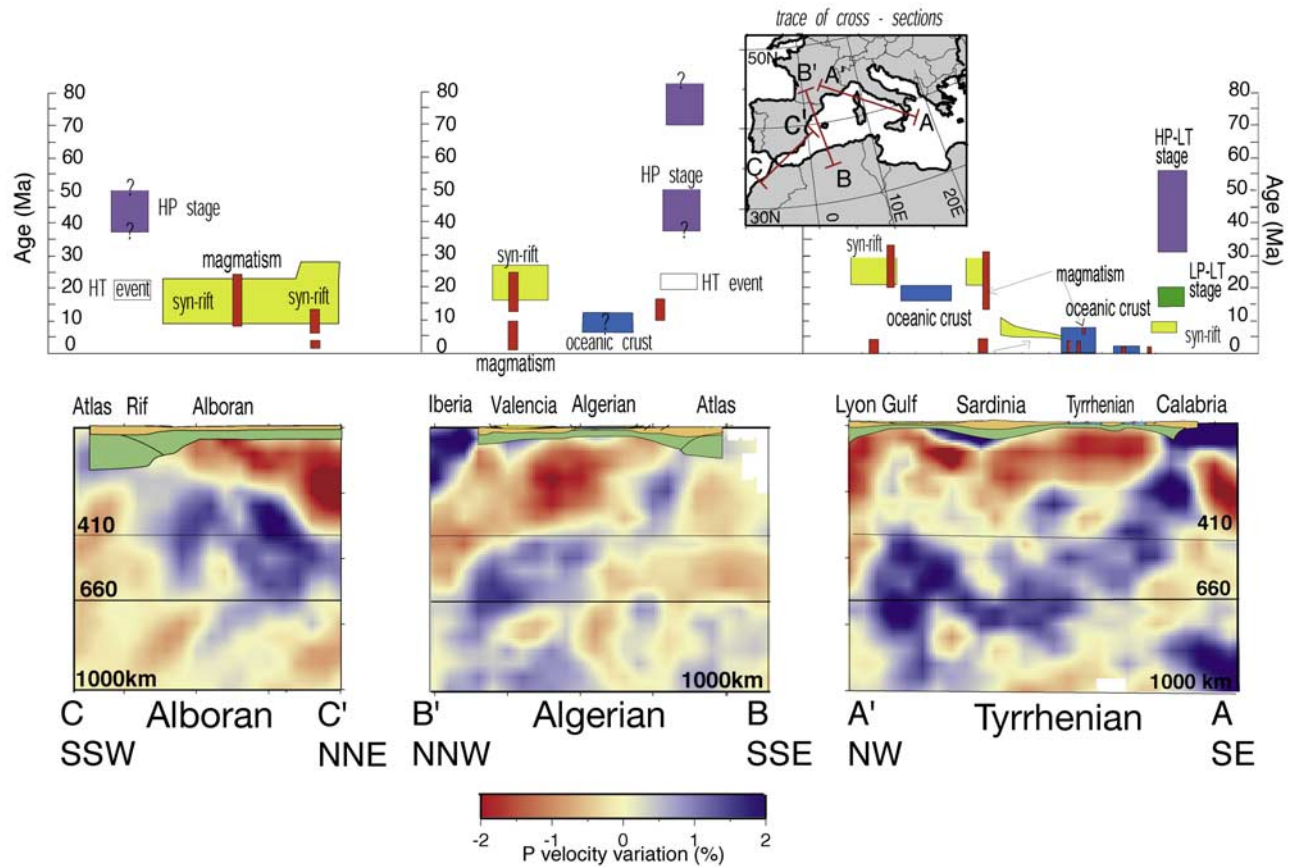 trace of cross - sections
50N
B'
A'
C'
A
C
B
30N
0
10E
20E
Age (Ma)
80
70
60
50
40
30
20
10
0
?
HP stage
?
HT event
magmatism
syn-rift
syn-rift
80
70
60
50
40
30
20
10
0
?
HP stage
?
?
syn-rift
HT event
?
oceanic crust
magmatism
HP-LT
stage
syn-rift
magmatism
LP-LT
stage
oceanic crust
oceanic crust
syn-rift
80
70
60
50
40
30
20
10
0
Age (Ma)
Atlas Rif Alboran
410
660
1000km
C Alboran C'
SSW NNE
Iberia Valencia Algerian Atlas
1000km
B' Algerian B
NNW SSE
Lyon Gulf Sardinia Tyrrhenian Calabria
410
660
1000 km
A' Tyrrhenian A
NW SE
-2 -1 0 1 2
P velocity variation (%)